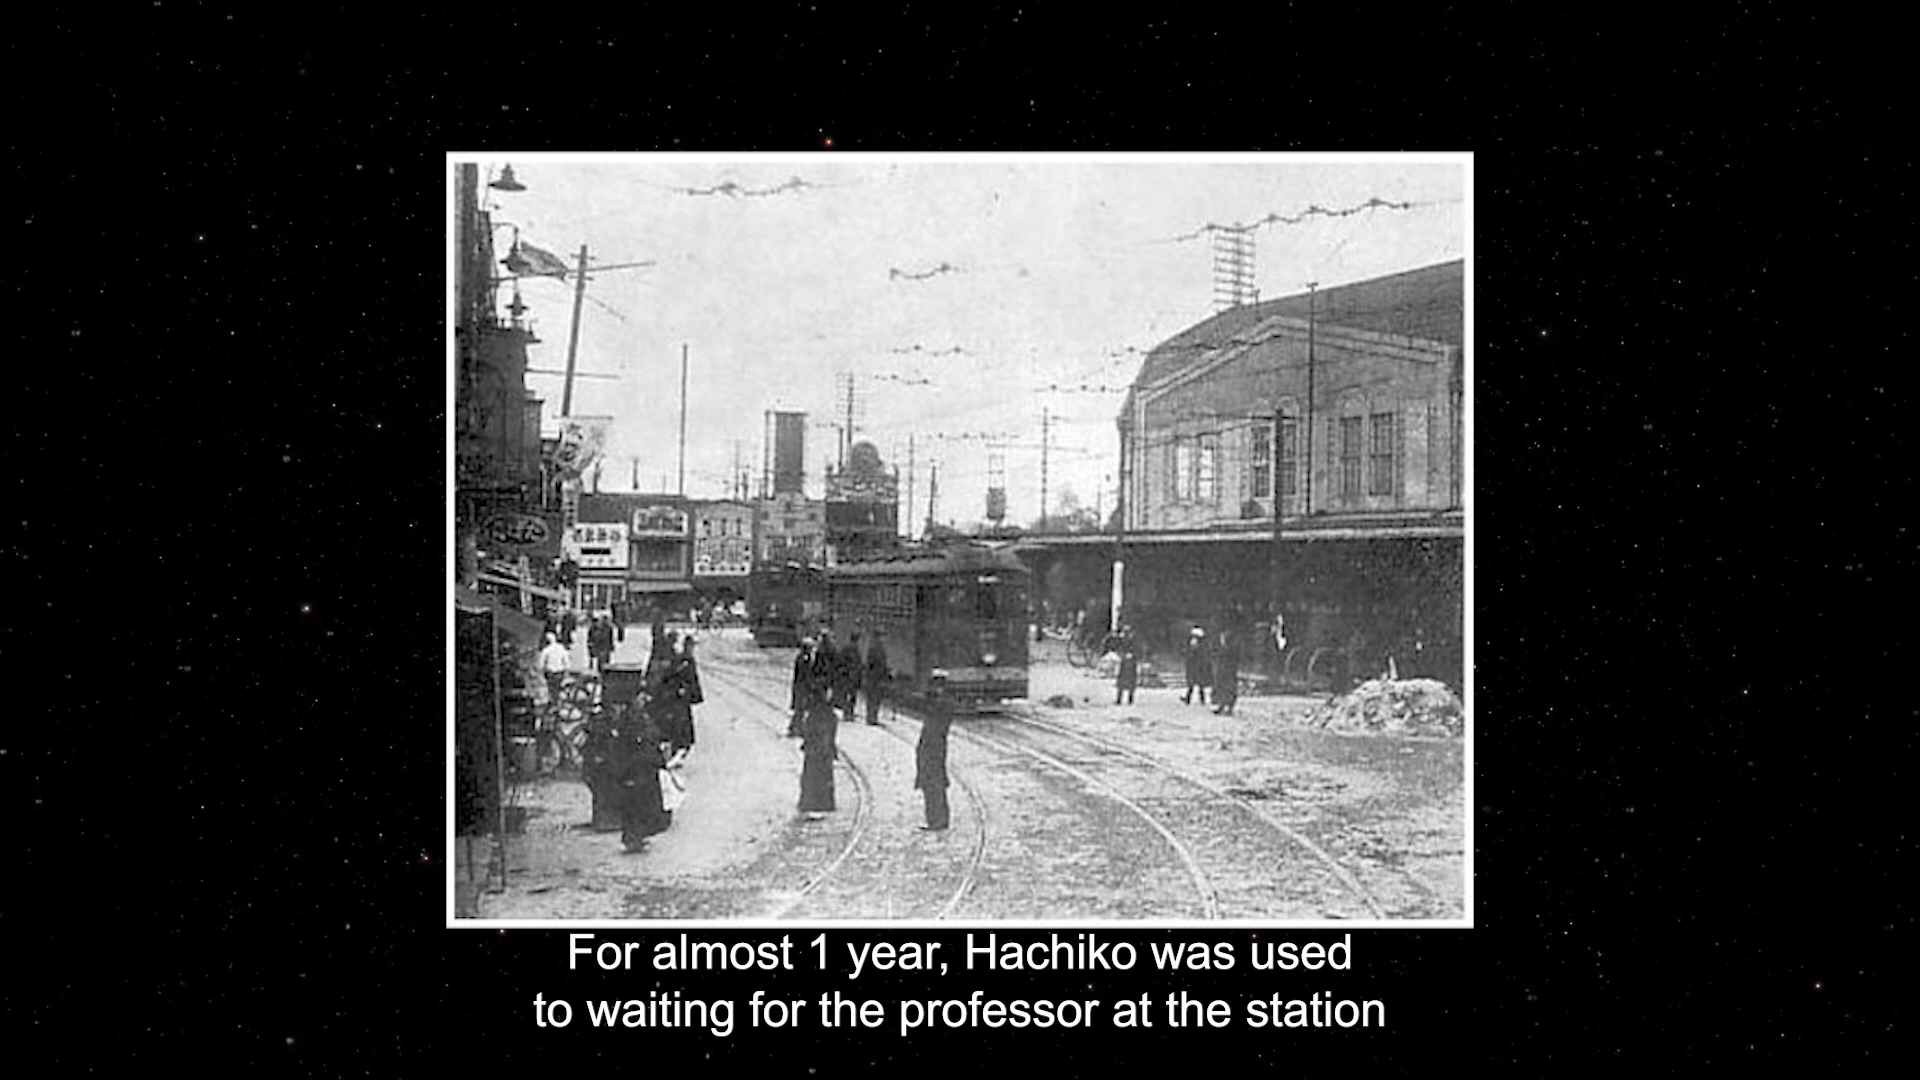 For almost 1 year, Hachiko was used
to waiting for the professor at the station